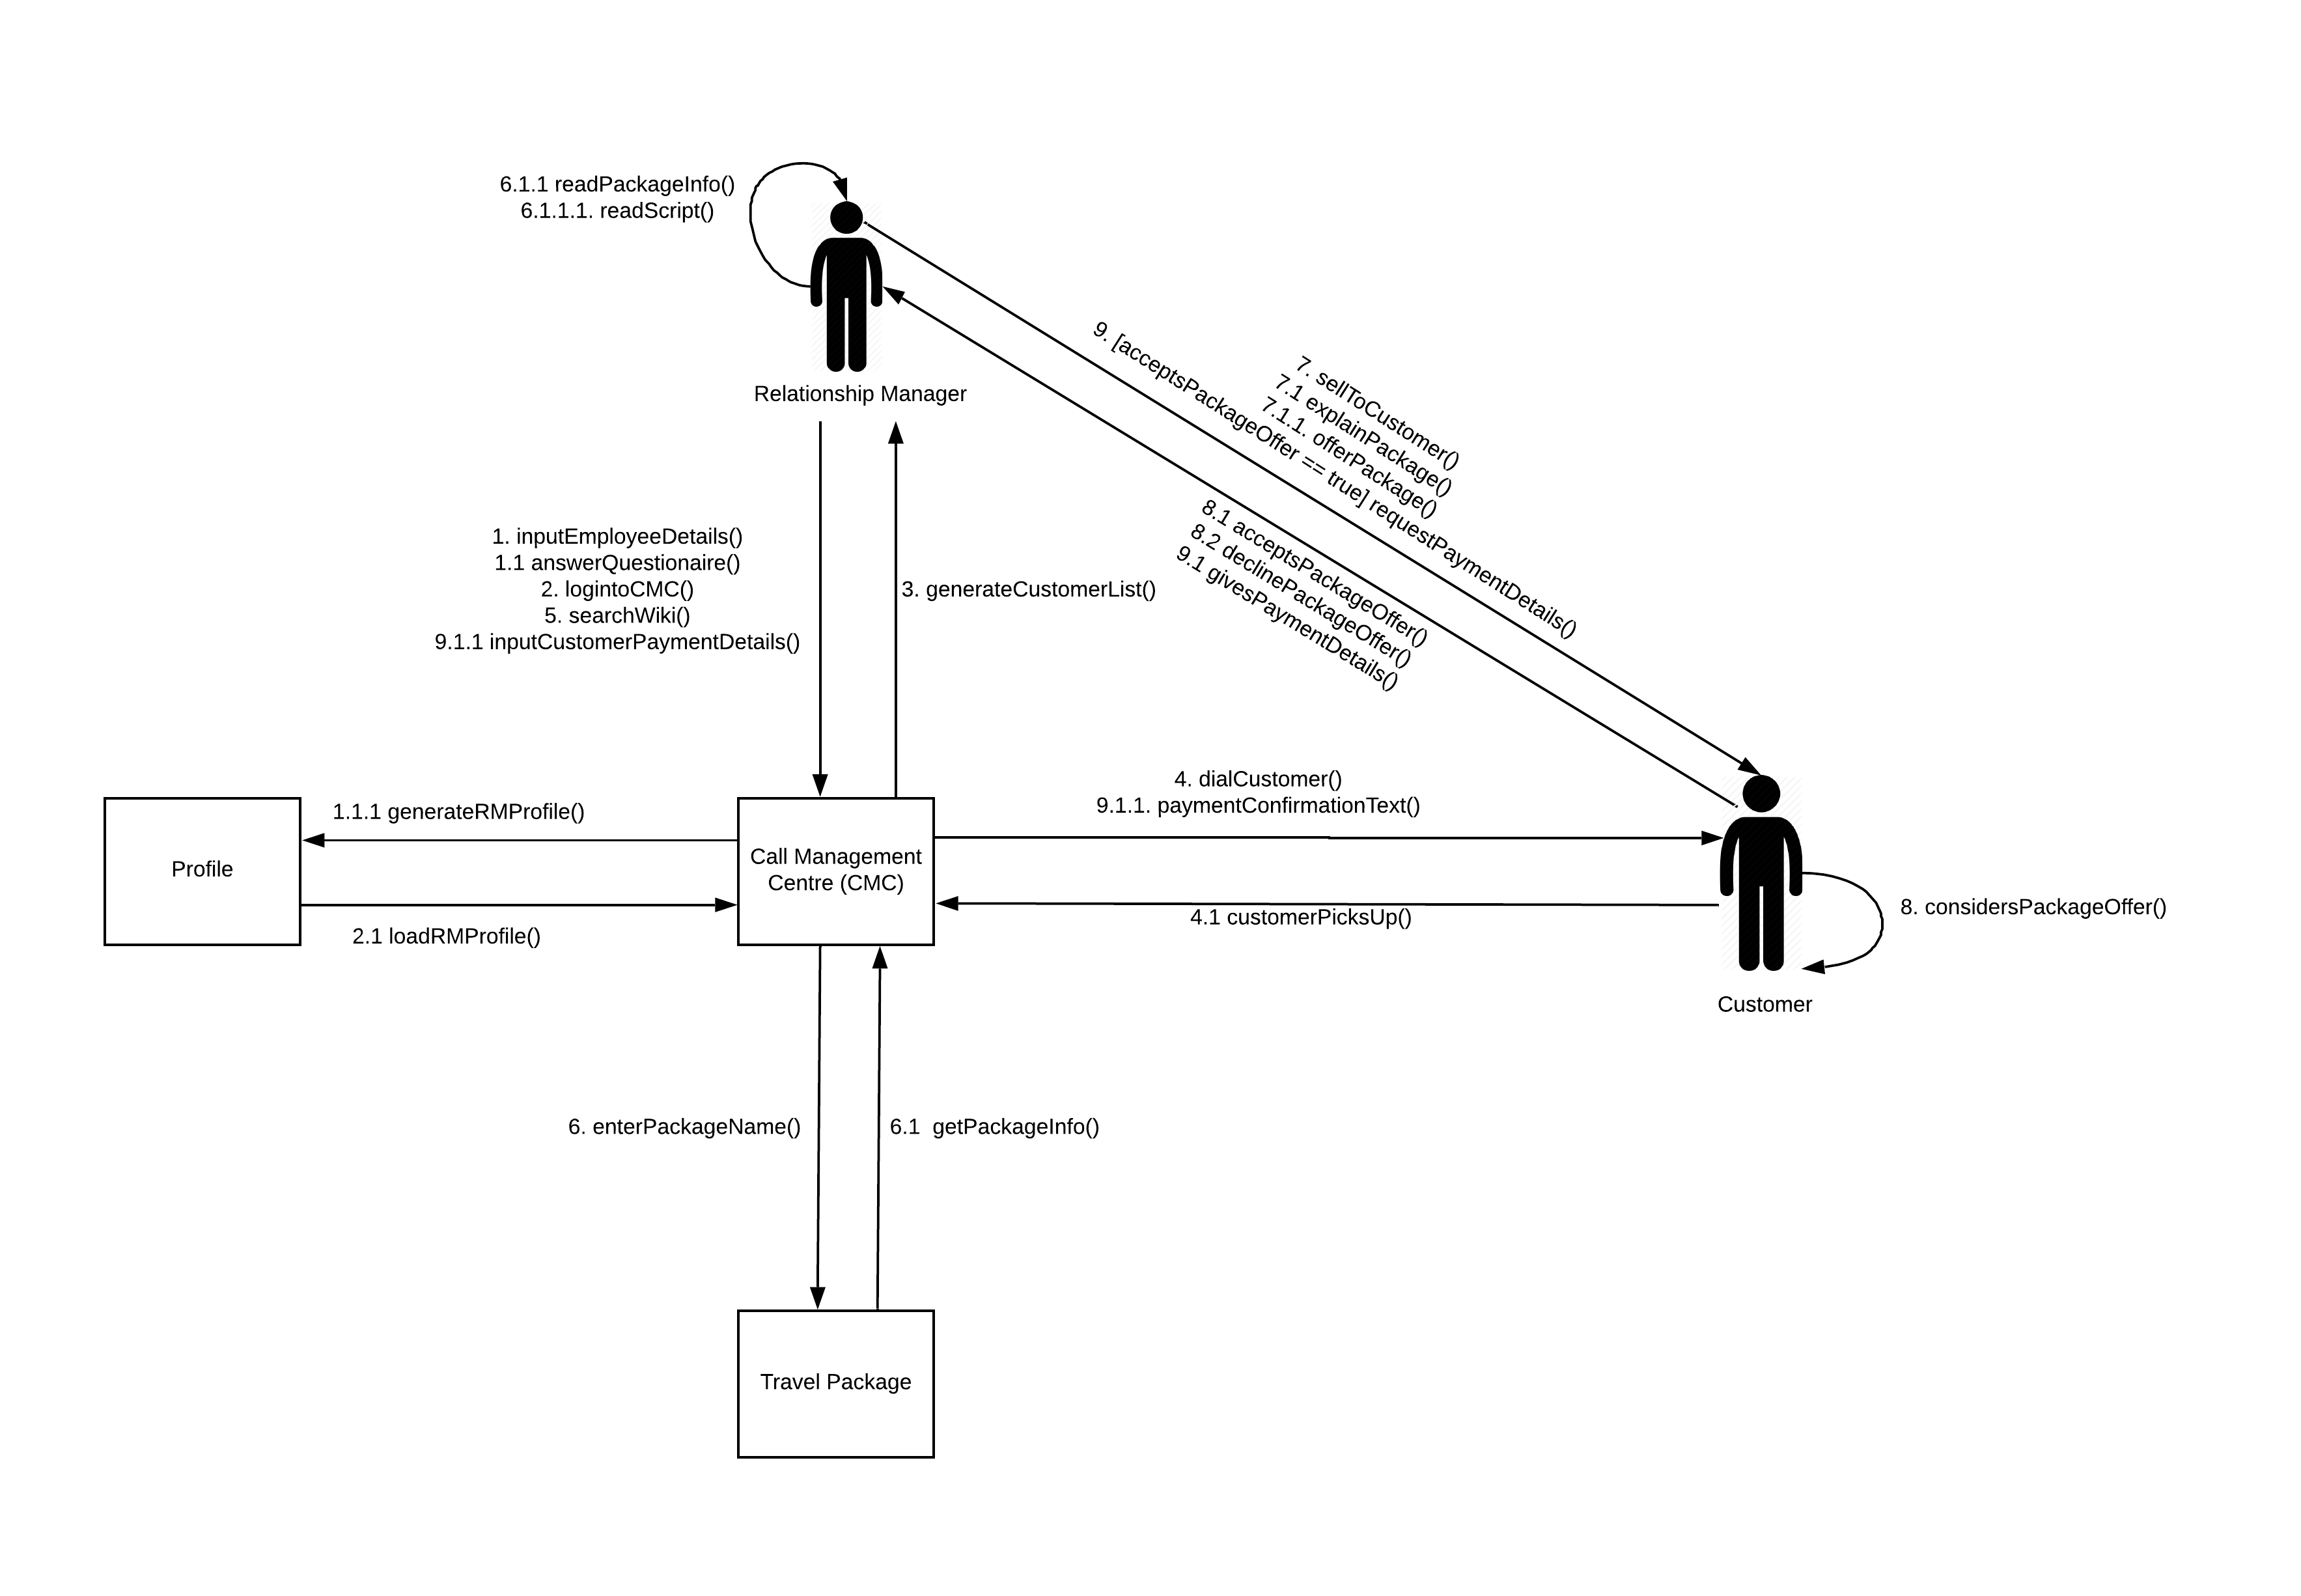 6.1.1 readPackageInfo()
6.1.1.1. readScript()
Relationship Manager
7. sellToCustomer()
7.1 explainPackage()
7.1.1. offerPackage()
9. [acceptsPackageOffer == true] requestPaymentDetails()
8.1 acceptsPackageOffer()
8.2 declinePackageOffer()
9.1 givesPaymentDetails()
1. inputEmployeeDetails()
1.1 answerQuestionaire()
2. logintoCMC()
5. searchWiki()
9.1.1 inputCustomerPaymentDetails()
3. generateCustomerList()
1.1.1 generateRMProfile()
Profile
2.1 loadRMProfile()
Call Management
Centre (CMC)
4. dialCustomer()
9.1.1. paymentConfirmationText()
4.1 customerPicksUp()
8. considersPackageOffer()
Customer
6. enterPackageName()
6.1  getPackageInfo()
Travel Package